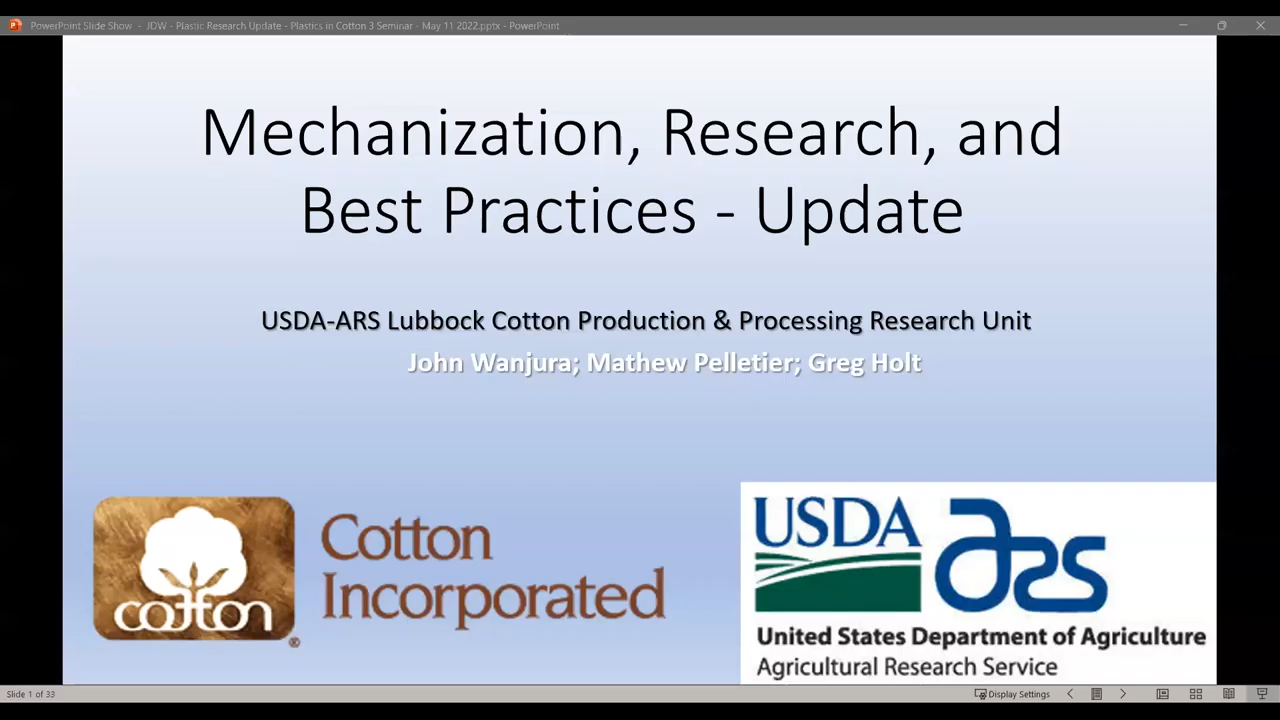 PowerPoint Slide Show - JDW - Plastic Research Update - Plastics in Cotton 3 Seminar - May 11 2022.pptx - PowerPoint
Mechanization, Research, and
Best Practices - Update
USDA-ARS Lubbock Cotton Production & Processing Research Unit
John Wanjura; Mathew Pelletier; Greg Holt
cotton
®
Cotton
Incorporated
USDA ars
United States Department of Agriculture
Agricultural Research Service
Slide 1 of 33
Display Settings